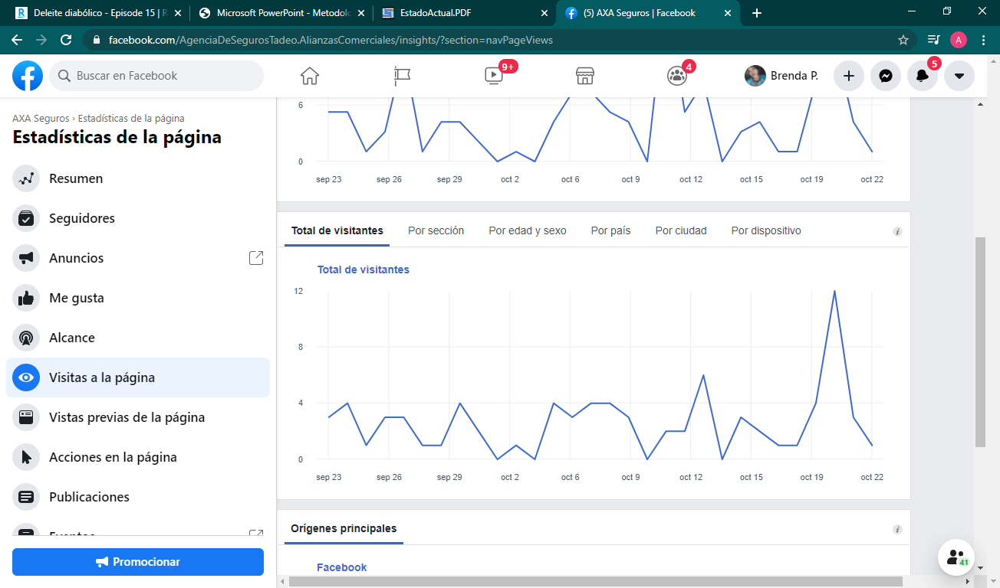 Deleite diabólico - Episode 15 | R
Microsoft PowerPoint - Metodolo
EstadoActual.PDF
(5) AXA Seguros | Facebook
facebook.com/AgenciaDeSegurosTadeo.AlianzasComerciales/insights/?section=navPageViews
A
Buscar en Facebook
9+
4
Brenda P.
5
AXA Seguros › Estadísticas de la página
Estadísticas de la página
Resumen
Seguidores
Anuncios
Me gusta
Alcance
Visitas a la página
Vistas previas de la página
Acciones en la página
Publicaciones
Eventos
Promocionar
6
0
sep 23 sep 26 sep 29 oct 2 oct 6 oct 9 oct 12 oct 15 oct 19 oct 22
Total de visitantes Por sección Por edad y sexo Por país Por ciudad Por dispositivo
Total de visitantes
12
8
4
0
sep 23 sep 26 sep 29 oct 2 oct 6 oct 9 oct 12 oct 15 oct 19 oct 22
Orígenes principales
Facebook
41